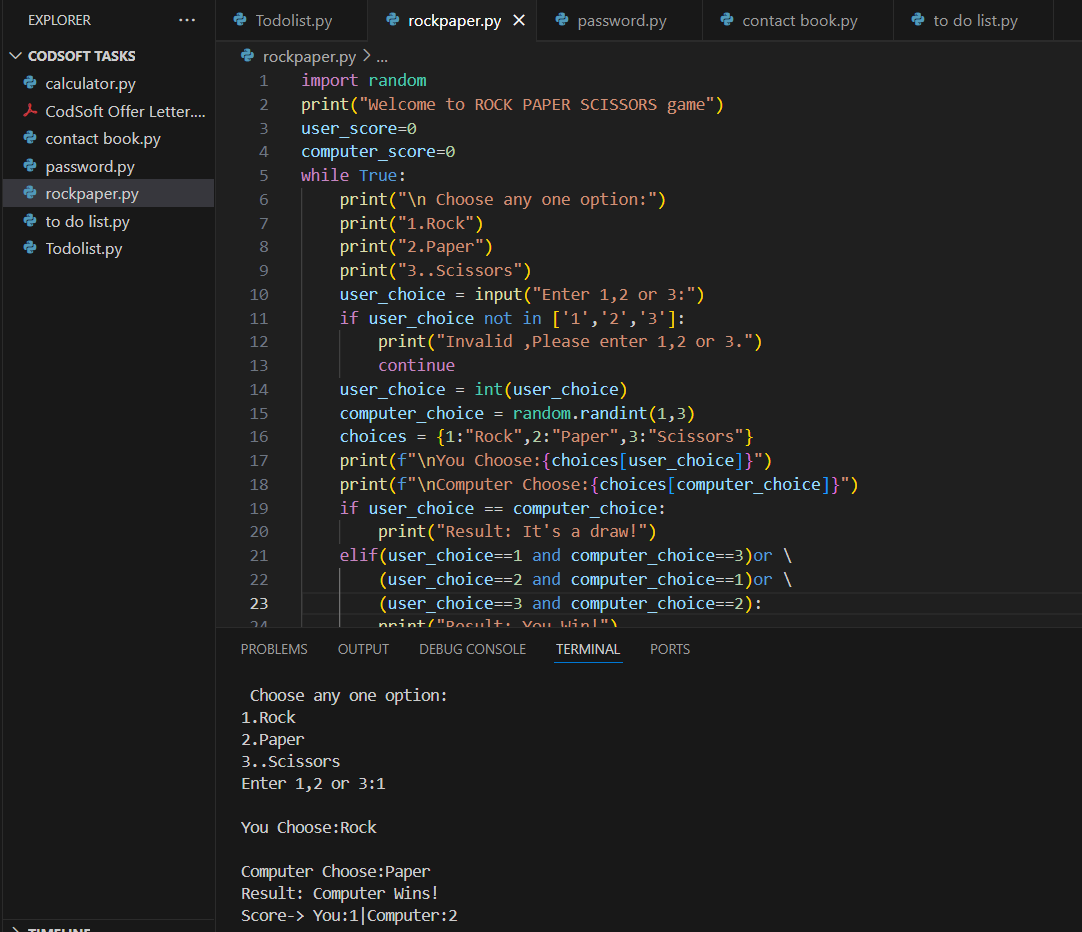 EXPLORER ...
CODSOFT TASKS
calculator.py
CodSoft Offer Letter....
contact book.py
password.py
rockpaper.py
to do list.py
Todolist.py
TIMELINE
Todolist.py rockpaper.py password.py contact book.py to do list.py
rockpaper.py > ...
1 import random
2 print("Welcome to ROCK PAPER SCISSORS game")
3 user_score=0
4 computer_score=0
5 while True:
6     print("\n Choose any one option:")
7     print("1.Rock")
8     print("2.Paper")
9     print("3..Scissors")
10     user_choice = input("Enter 1,2 or 3:")
11     if user_choice not in ['1','2','3']:
12         print("Invalid ,Please enter 1,2 or 3.")
13         continue
14     user_choice = int(user_choice)
15     computer_choice = random.randint(1,3)
16     choices = {1:"Rock",2:"Paper",3:"Scissors"}
17     print(f"\nYou Choose:{choices[user_choice]}")
18     print(f"\nComputer Choose:{choices[computer_choice]}")
19     if user_choice == computer_choice:
20         print("Result: It's a draw!")
21     elif(user_choice==1 and computer_choice==3)or \
22         (user_choice==2 and computer_choice==1)or \
23         (user_choice==3 and computer_choice==2):
24         print("Result: You Win!")
PROBLEMS OUTPUT DEBUG CONSOLE TERMINAL PORTS
Choose any one option:
1.Rock
2.Paper
3..Scissors
Enter 1,2 or 3:1
You Choose:Rock
Computer Choose:Paper
Result: Computer Wins!
Score-> You:1|Computer:2